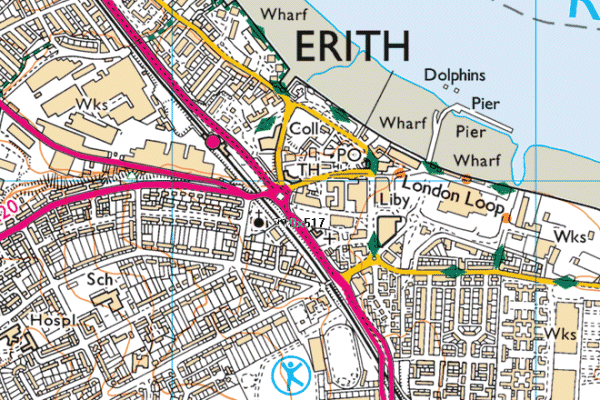 Wharf
R
ERITH
Dolphins
Pier
Wks
Colls
Wharf
Pier
Wharf
PO
TH
London Loop
Liby
20
517
Wks
Sch
Hospl
Wks